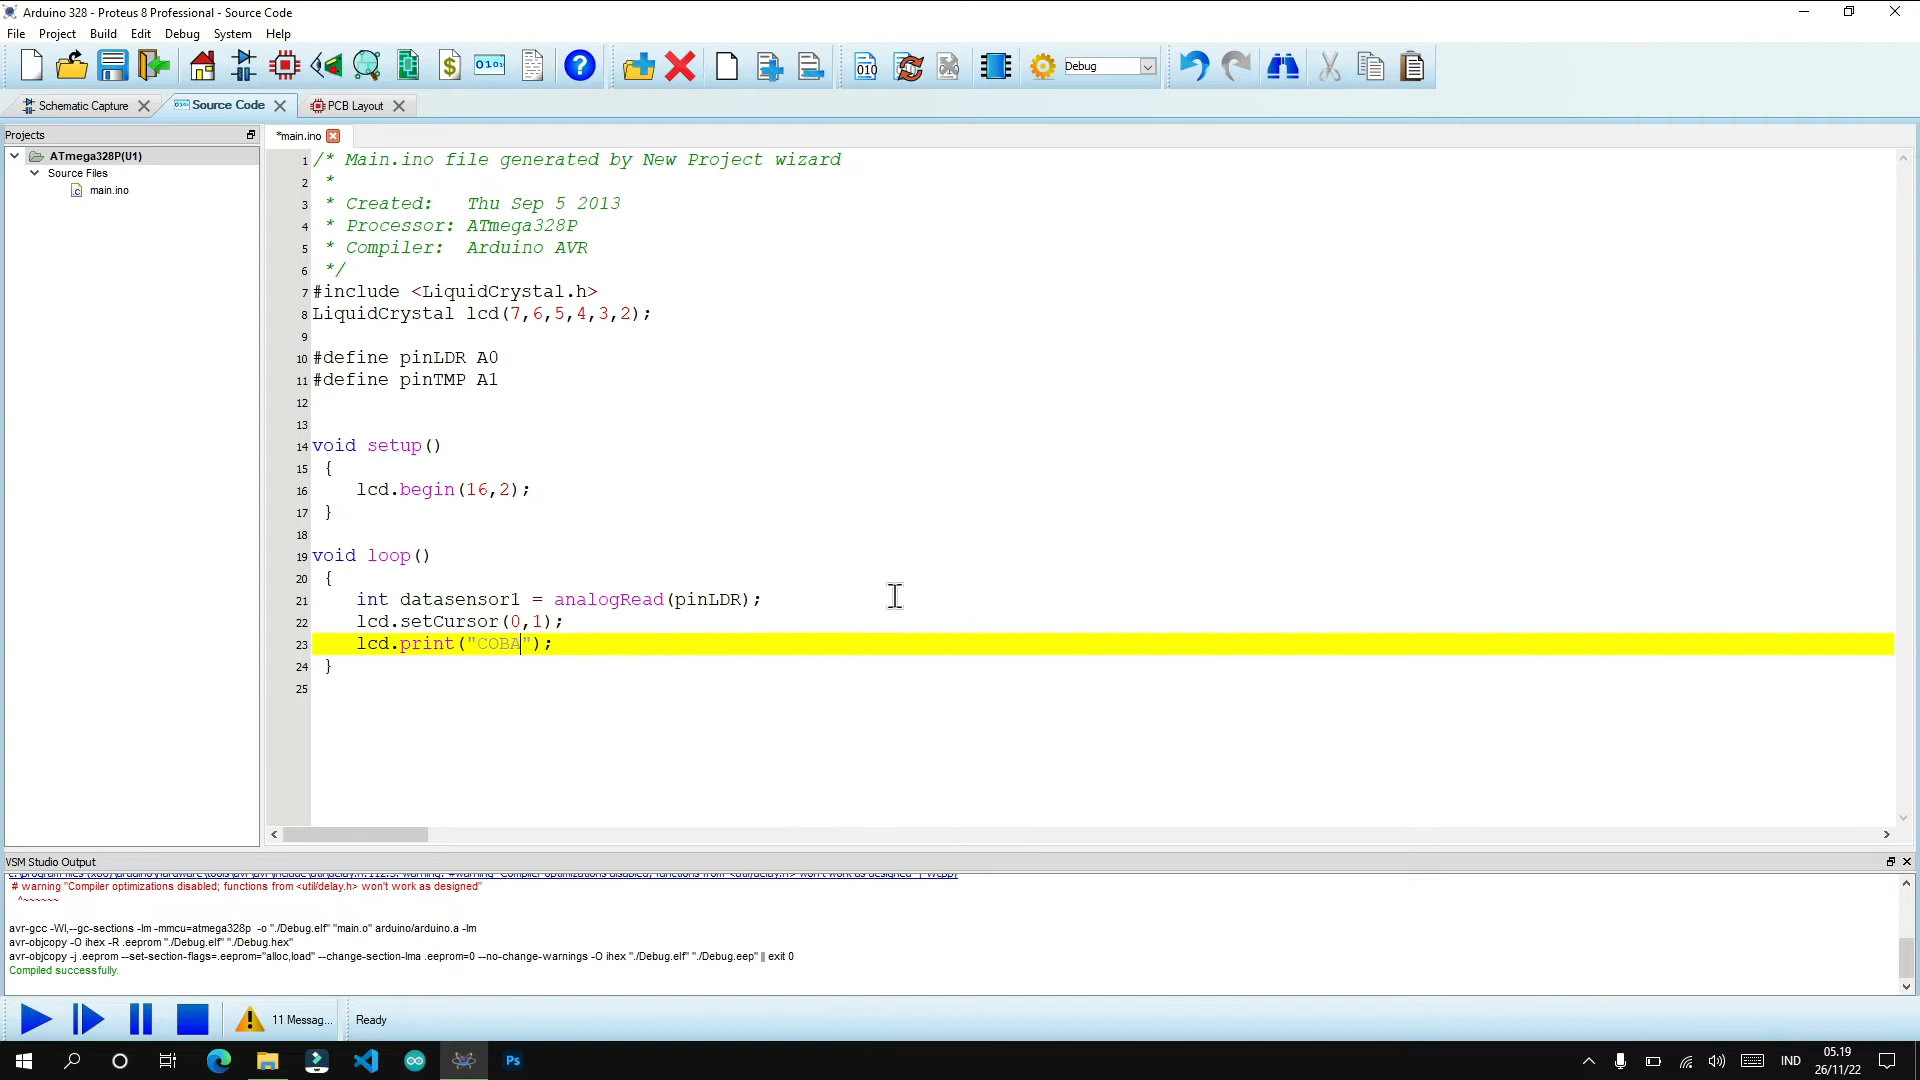 Arduino 328 - Proteus 8 Professional - Source Code
File Project Build Edit Debug System Help
Debug
Schematic Capture Source Code PCB Layout
Projects
*main.ino
ATmega328P(U1)
Source Files
main.ino
1 /* Main.ino file generated by New Project wizard
2 *
3 * Created: Thu Sep 5 2013
4 * Processor: ATmega328P
5 * Compiler: Arduino AVR
6 */
7 #include <LiquidCrystal.h>
8 LiquidCrystal lcd(7,6,5,4,3,2);
9
10 #define pinLDR A0
11 #define pinTMP A1
12
13
14 void setup()
15 {
16 lcd.begin(16,2);
17 }
18
19 void loop()
20 {
21 int datasensor1 = analogRead(pinLDR);
22 lcd.setCursor(0,1);
23 lcd.print("COBA");
24 }
25
VSM Studio Output
# warning "Compiler optimizations disabled; functions from <util/delay.h> won't work as designed"
^~~~~~~
avr-gcc -Wl,--gc-sections -lm -mmcu=atmega328p -o "./Debug.elf" "main.o" arduino/arduino.a -lm
avr-objcopy -O ihex -R .eeprom "./Debug.elf" "./Debug.hex"
avr-objcopy -j .eeprom --set-section-flags=.eeprom="alloc,load" --change-section-lma .eeprom=0 --no-change-warnings -O ihex "./Debug.elf" "./Debug.eep" || exit 0
Compiled successfully.
11 Messag... Ready
Ps
IND
05.19
26/11/22